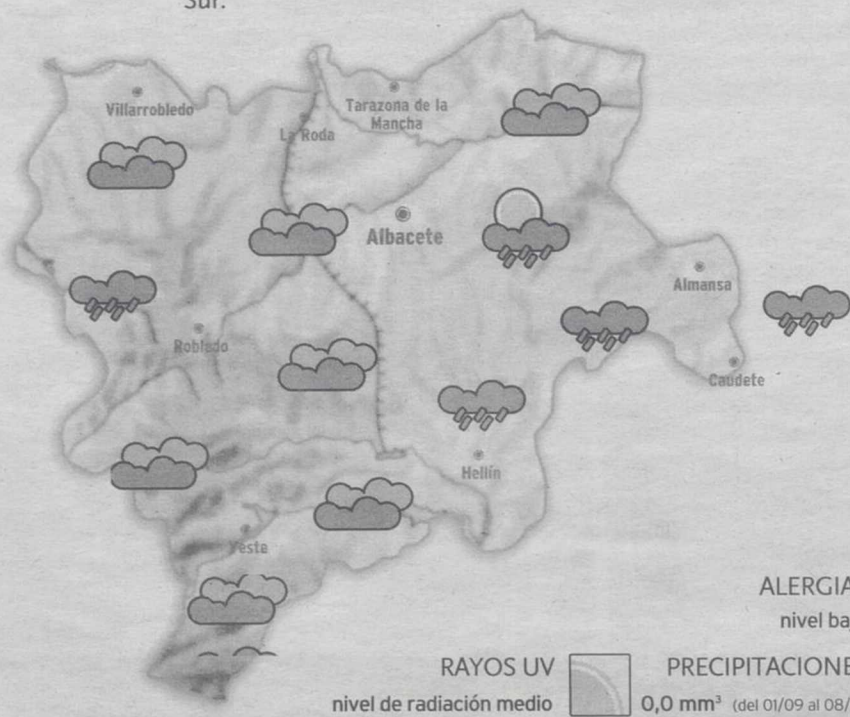 Sur.
Villarrobledo
Tarazona de la
Mancha
La Roda
Albacete
Almansa
Robledo
Caudete
Hellín
Yeste
ALERGIA
nivel ba
RAYOS UV
PRECIPITACIONE
nivel de radiación medio
0,0 mm³ (del 01/09 al 08/